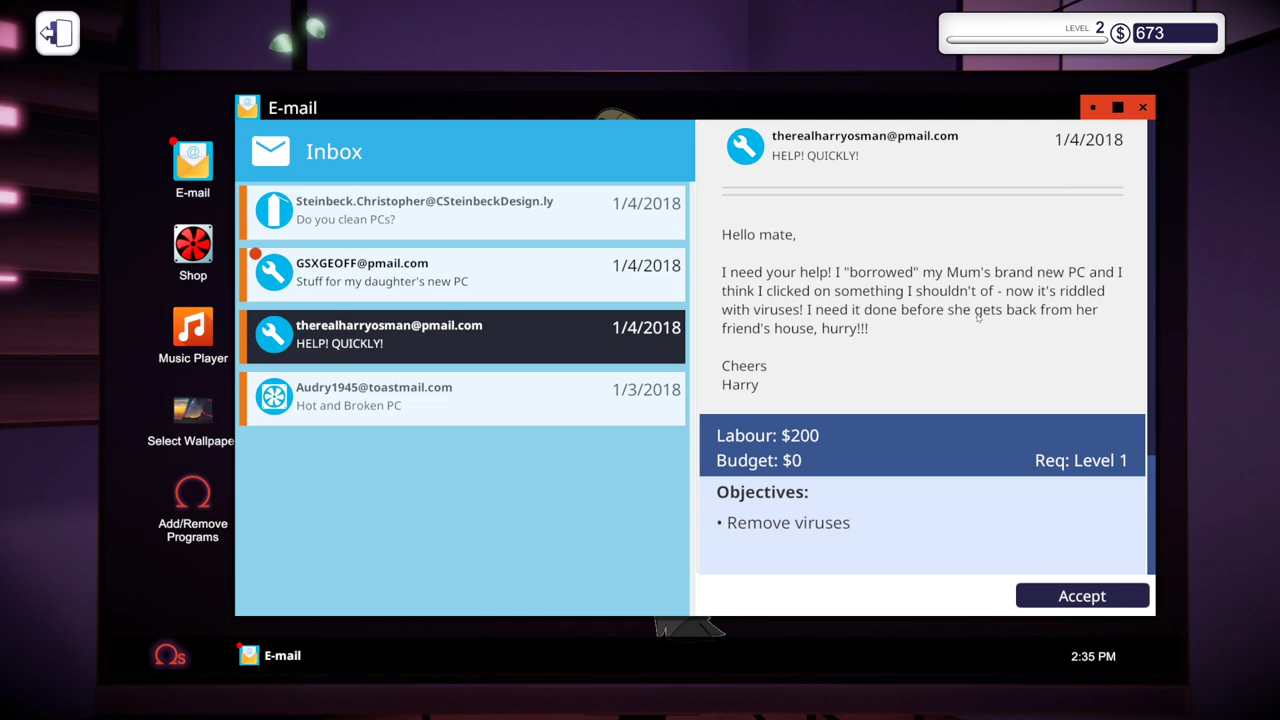 LEVEL 2 $ 673
E-mail
E-mail
Shop
Music Player
Select Wallpape
Add/Remove
Programs
Inbox
Steinbeck.Christopher@CSteinbeckDesign.ly 1/4/2018
Do you clean PCs?
GSXGEOFF@pmail.com 1/4/2018
Stuff for my daughter's new PC
therealharryosman@pmail.com 1/4/2018
HELP! QUICKLY!
Audry1945@toastmail.com 1/3/2018
Hot and Broken PC
therealharryosman@pmail.com 1/4/2018
HELP! QUICKLY!
Hello mate,
I need your help! I "borrowed" my Mum's brand new PC and I
think I clicked on something I shouldn't of - now it's riddled
with viruses! I need it done before she gets back from her
friend's house, hurry!!!
Cheers
Harry
Labour: $200
Budget: $0 Req: Level 1
Objectives:
• Remove viruses
Accept
Ωs E-mail 2:35 PM